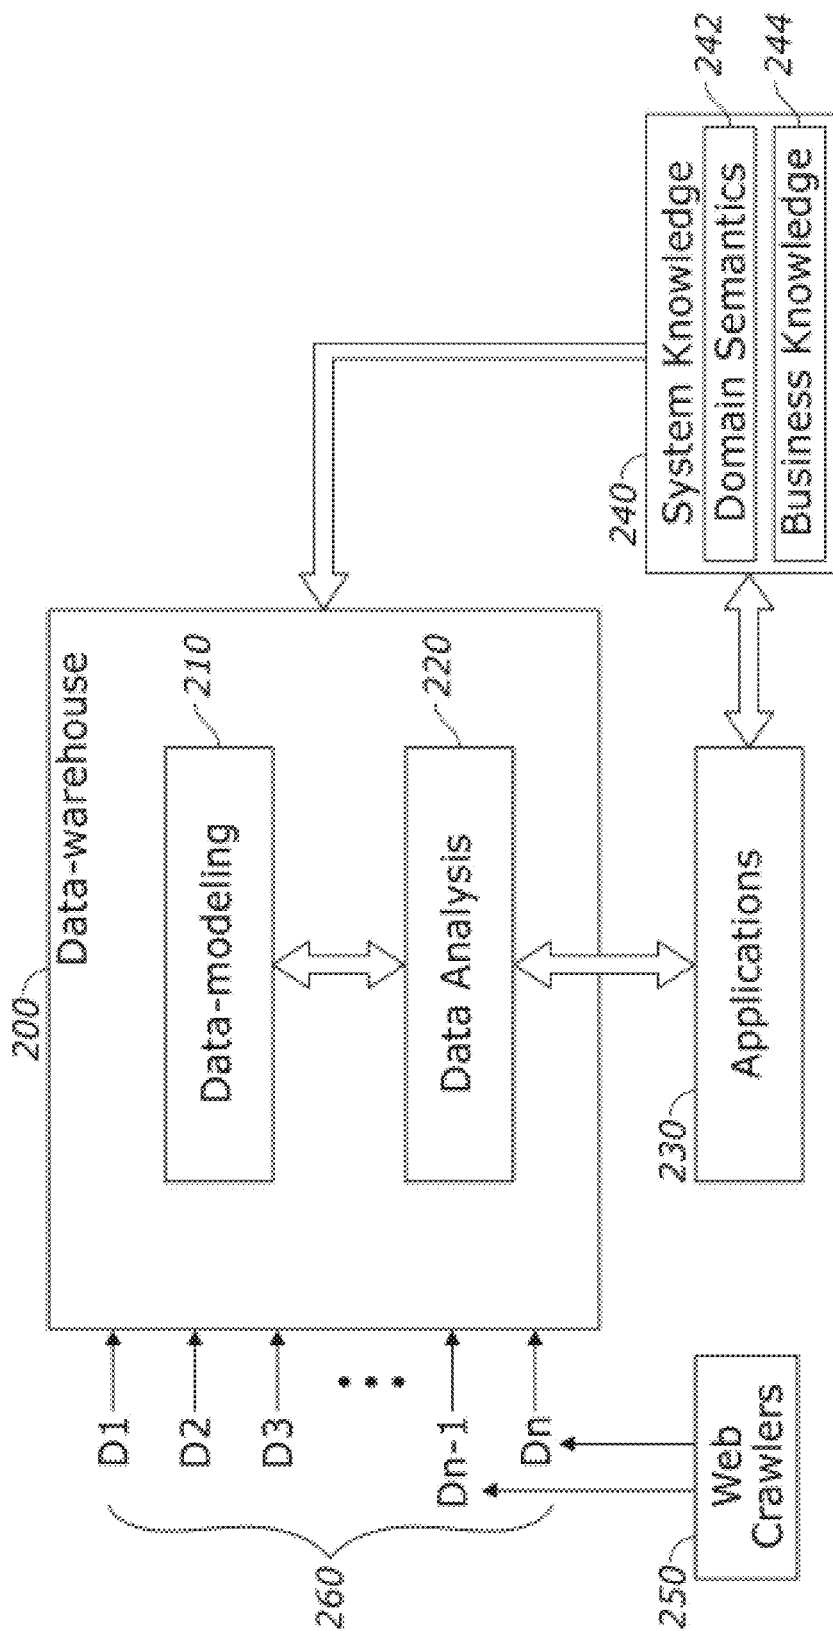 200
Data-warehouse
D1
D2
D3
Dn-1
Dn
260
Data-modeling
210
Data Analysis
220
240
System Knowledge
Domain Semantics
242
Business Knowledge
244
250
Web
Crawlers
230
Applications